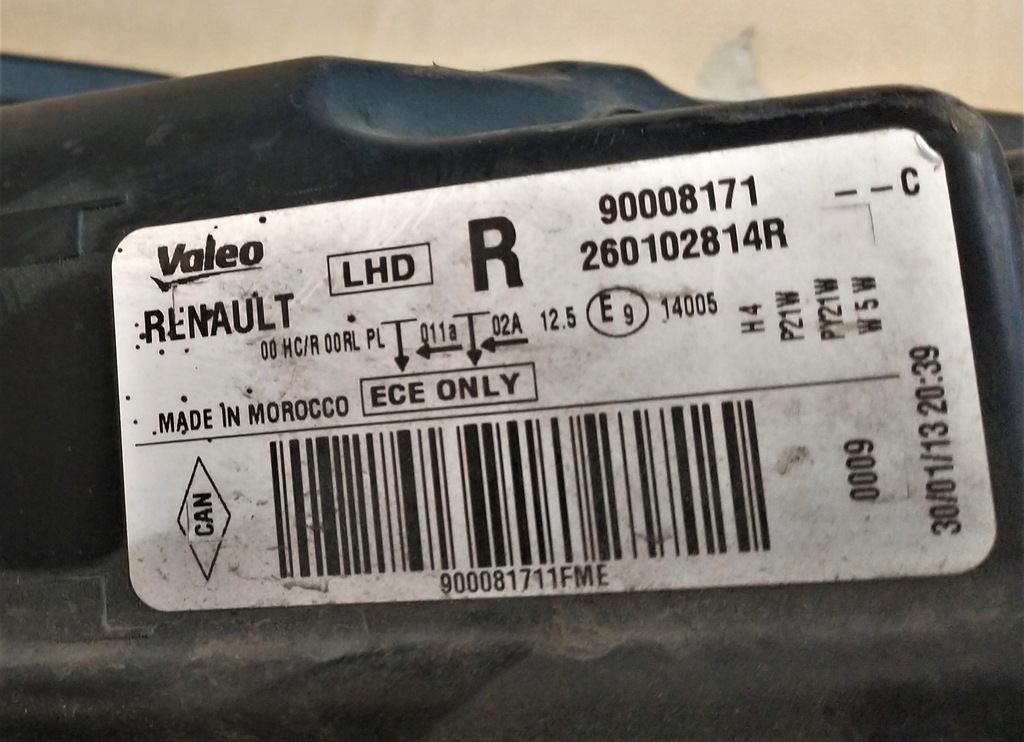 Valeo
RENAULT
LHD
R
90008171
260102814R
--C
00 HC/R 00RL PL 011a 02A 12.5 E 9 14005
H4
P21W
PY21W
W5W
MADE IN MOROCCO
ECE ONLY
CAN
900081711FME
0009
30/01/13 20:39